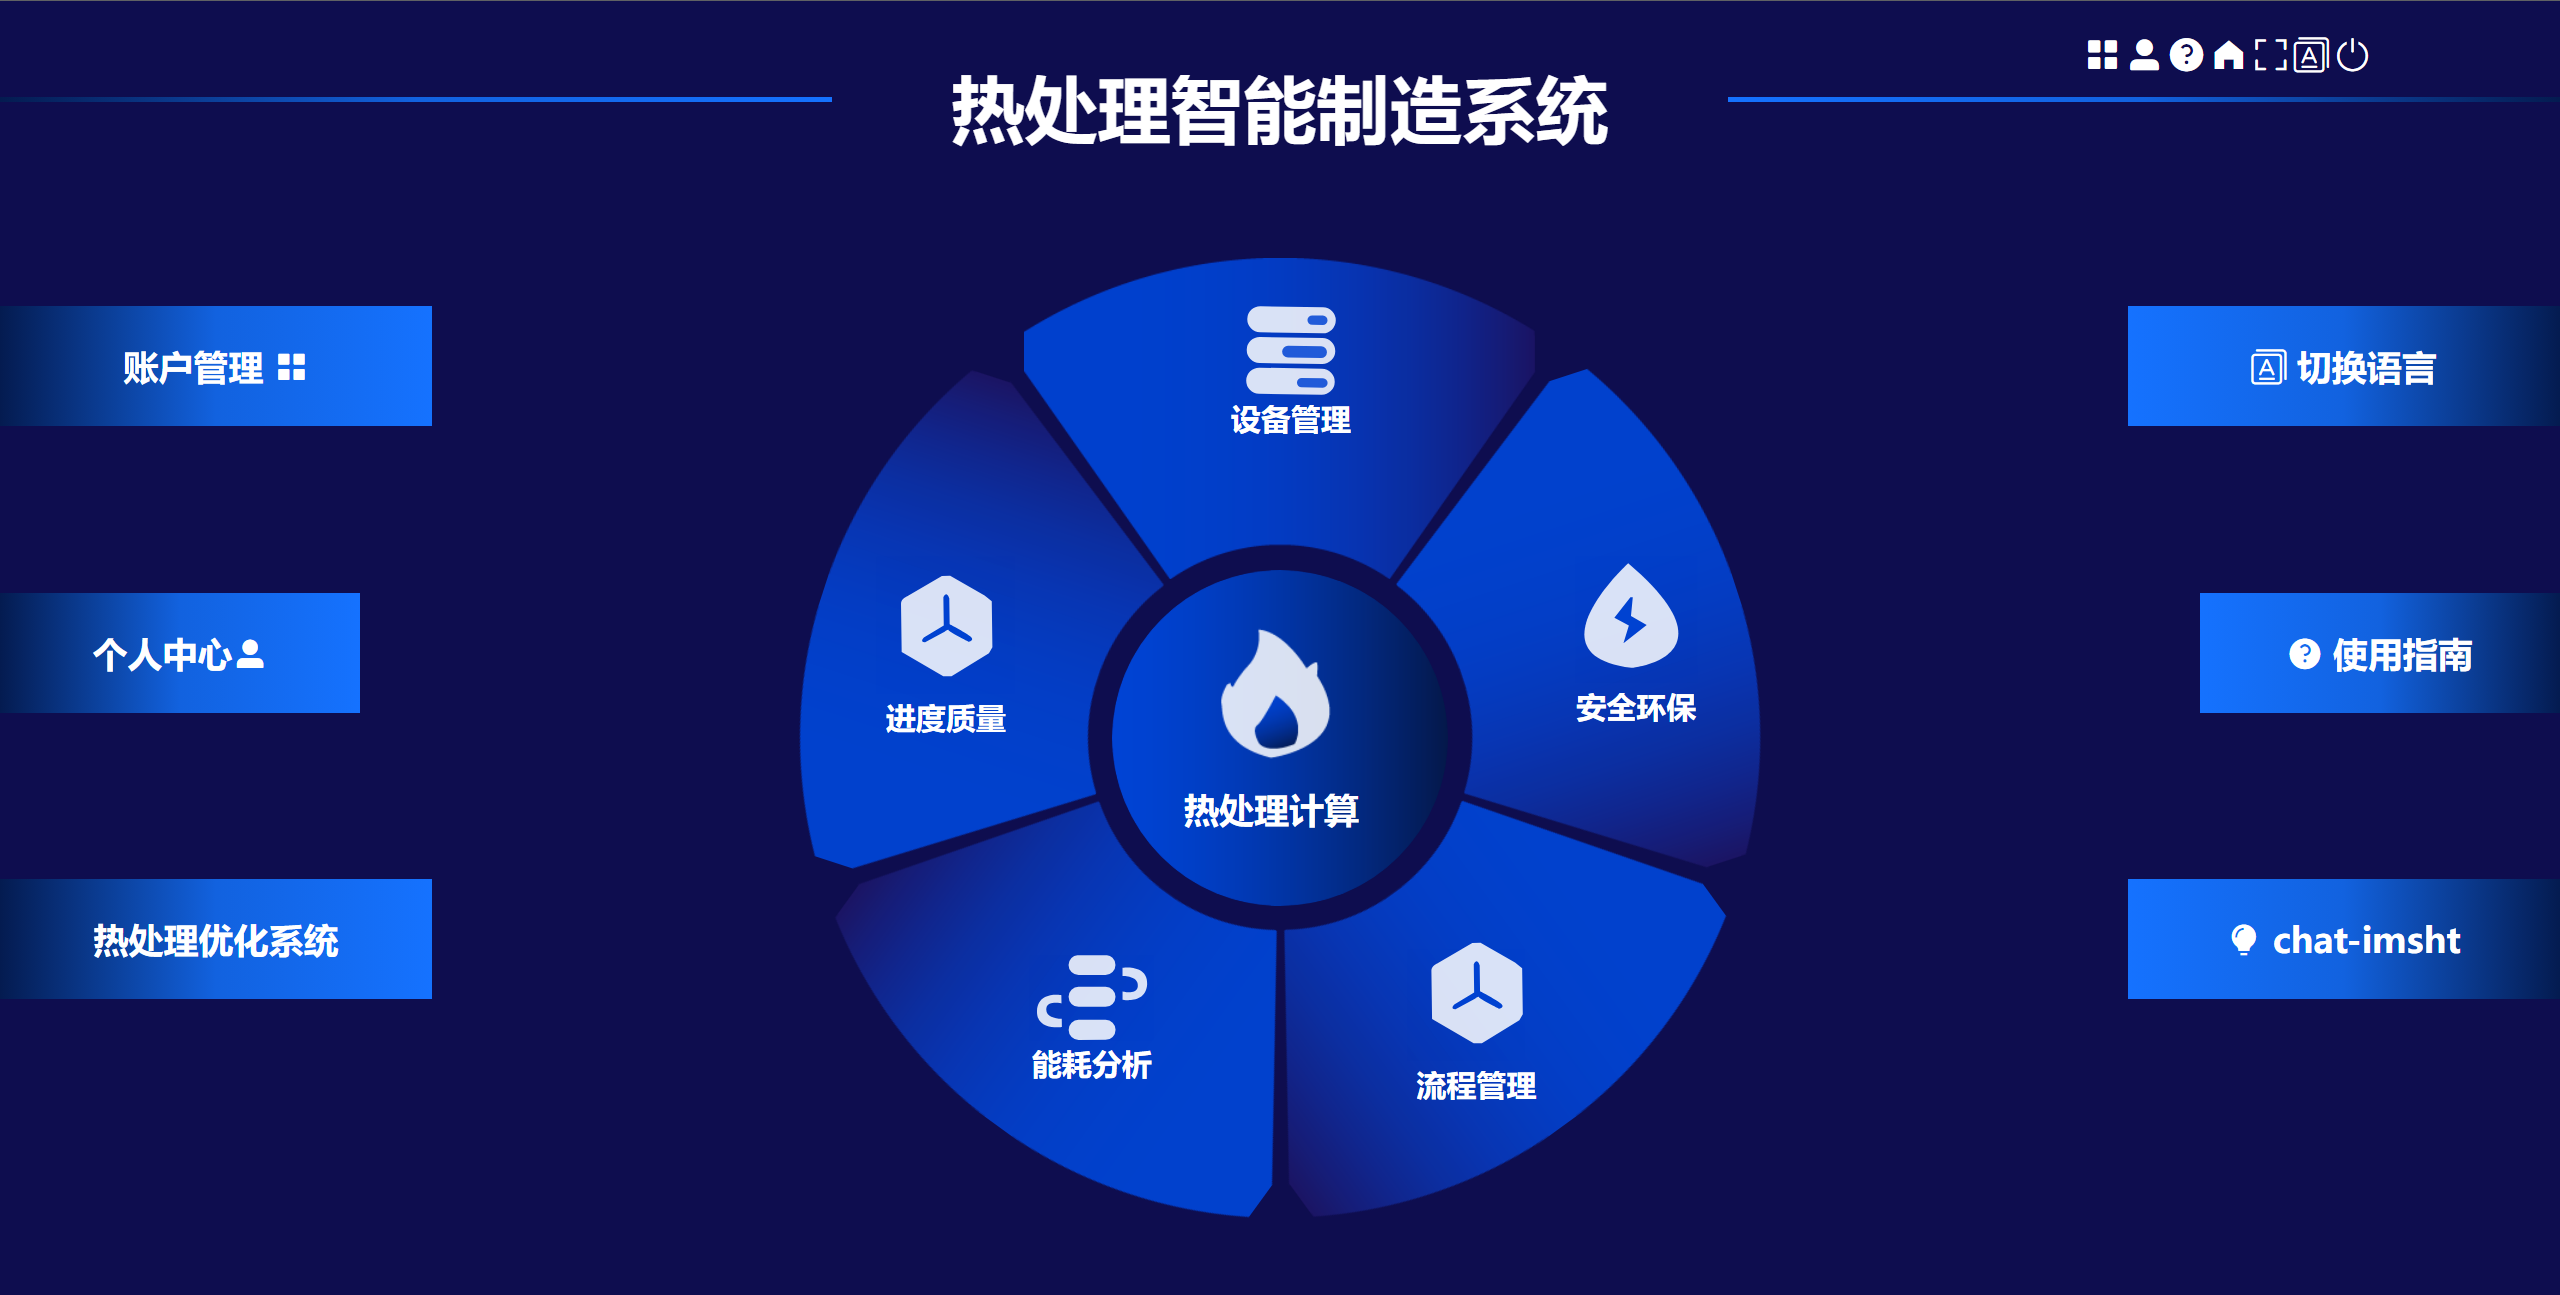 热处理智能制造系统
账户管理
个人中心
热处理优化系统
设备管理
进度质量
安全环保
热处理计算
能耗分析
流程管理
A 切换语言
使用指南
chat-imsht